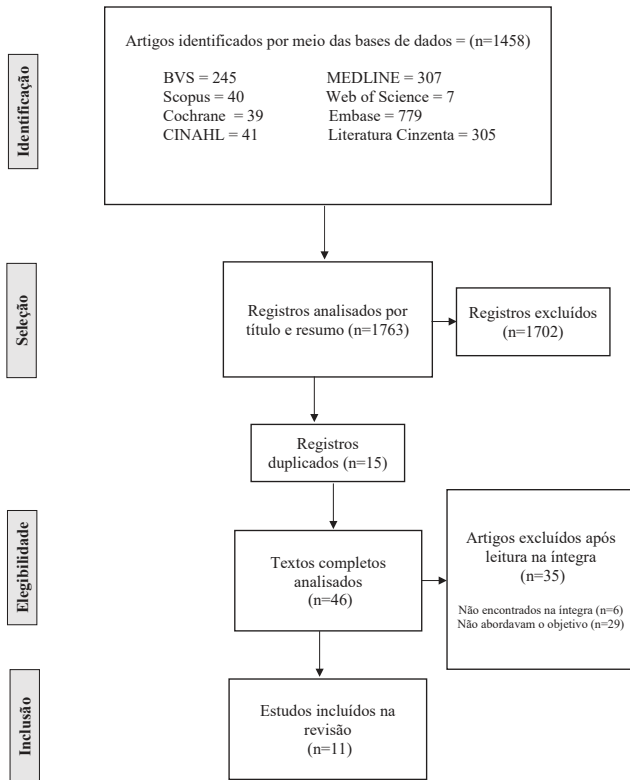 Identificação
Artigos identificados por meio das bases de dados = (n=1458)
BVS = 245
MEDLINE = 307
Scopus = 40
Web of Science = 7
Cochrane = 39
Embase = 779
CINAHL = 41
Literatura Cinzenta = 305
Seleção
Registros analisados por
título e resumo (n=1763)
Registros excluídos
(n=1702)
Registros
duplicados (n=15)
Elegibilidade
Textos completos
analisados
(n=46)
Artigos excluídos após
leitura na íntegra
(n=35)
Não encontrados na íntegra (n=6)
Não abordavam o objetivo (n=29)
Inclusão
Estudos incluídos na
revisão
(n=11)